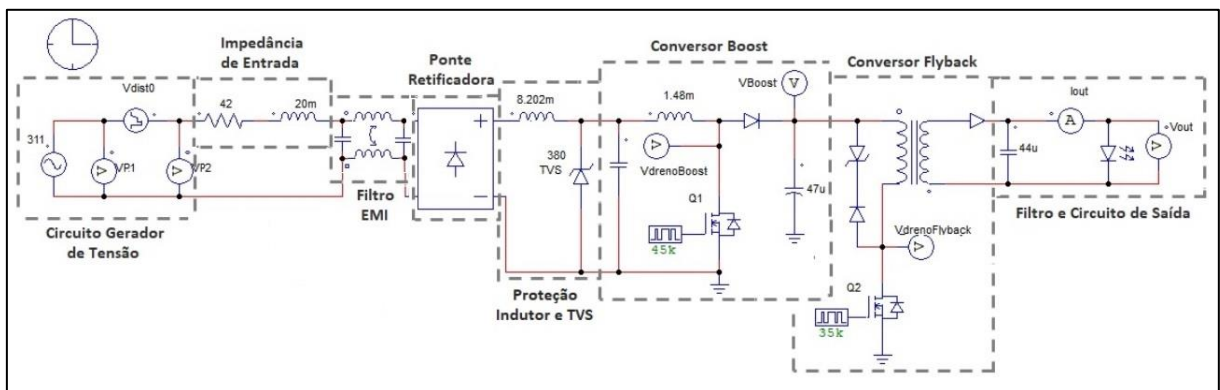 Impedância
de Entrada
Vdist0
42
20m
311
VP1
VP2
Circuito Gerador
de Tensão
Filtro
EMI
Ponte
Retificadora
8.202m
380
TVS
Proteção
Indutor e TVS
Conversor Boost
VBoost
V
1.48m
VdrenoBoost
V
Q1
45k
47u
Conversor Flyback
VdrenoFlyback
V
Q2
35k
44u
Iout
A
Vout
V
Filtro e Circuito de Saída